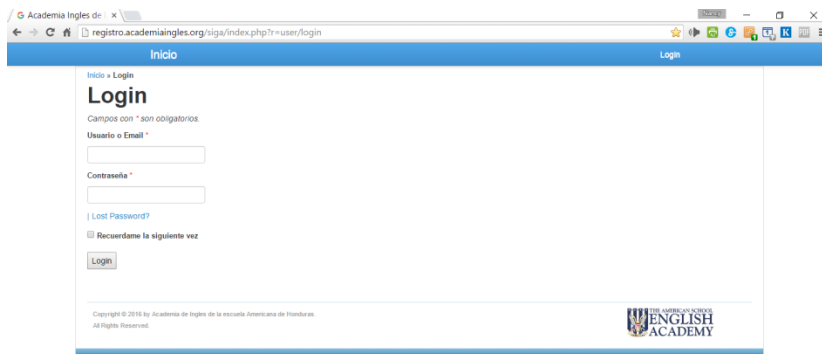 Academia Ingles de
registro.academiaingles.org/siga/index.php?r=user/login
Inicio
Login
Inicio » Login
Login
Campos con * son obligatorios.
Usuario o Email *
Contraseña *
| Lost Password?
Recuerdame la siguiente vez
Login
Copyright © 2016 by Academia de Ingles de la escuela Americana de Honduras.
All Rights Reserved.
THE AMERICAN SCHOOL
ENGLISH
ACADEMY